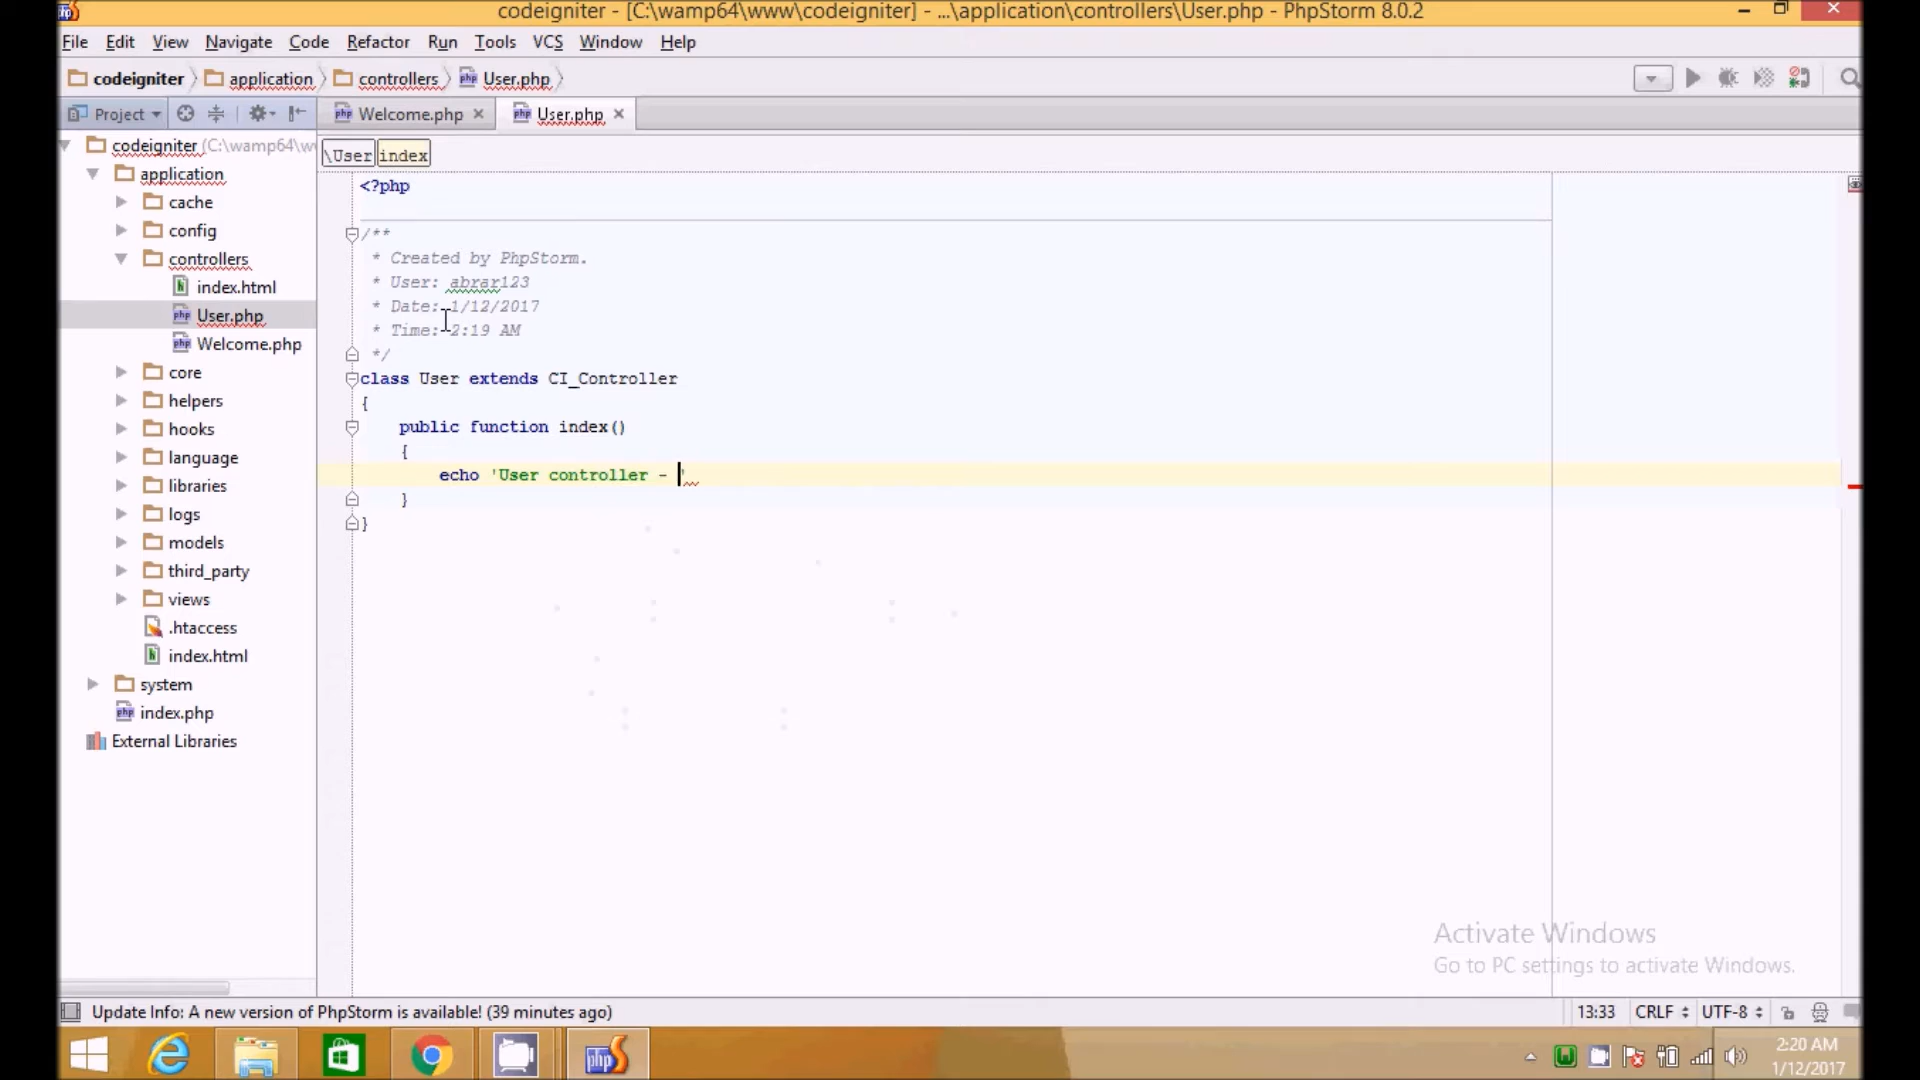 codeigniter - [C:\wamp64\www\codeigniter] - ...\application\controllers\User.php - PhpStorm 8.0.2
File Edit View Navigate Code Refactor Run Tools VCS Window Help
codeigniter application controllers User.php
Project Welcome.php User.php
codeigniter (C:\wamp64\w
\User index
application
<?php
cache
config
/**
controllers
* Created by PhpStorm.
index.html
* User: abrar123
User.php
* Date: 1/12/2017
Welcome.php
* Time: 2:19 AM
*/
core
class User extends CI_Controller
helpers
{
hooks
public function index()
language
{
libraries
echo 'User controller - '
logs
}
models
}
third_party
views
.htaccess
index.html
system
index.php
External Libraries
Activate Windows
Go to PC settings to activate Windows.
Update Info: A new version of PhpStorm is available! (39 minutes ago) 13:33 CRLF UTF-8
2:20 AM
1/12/2017